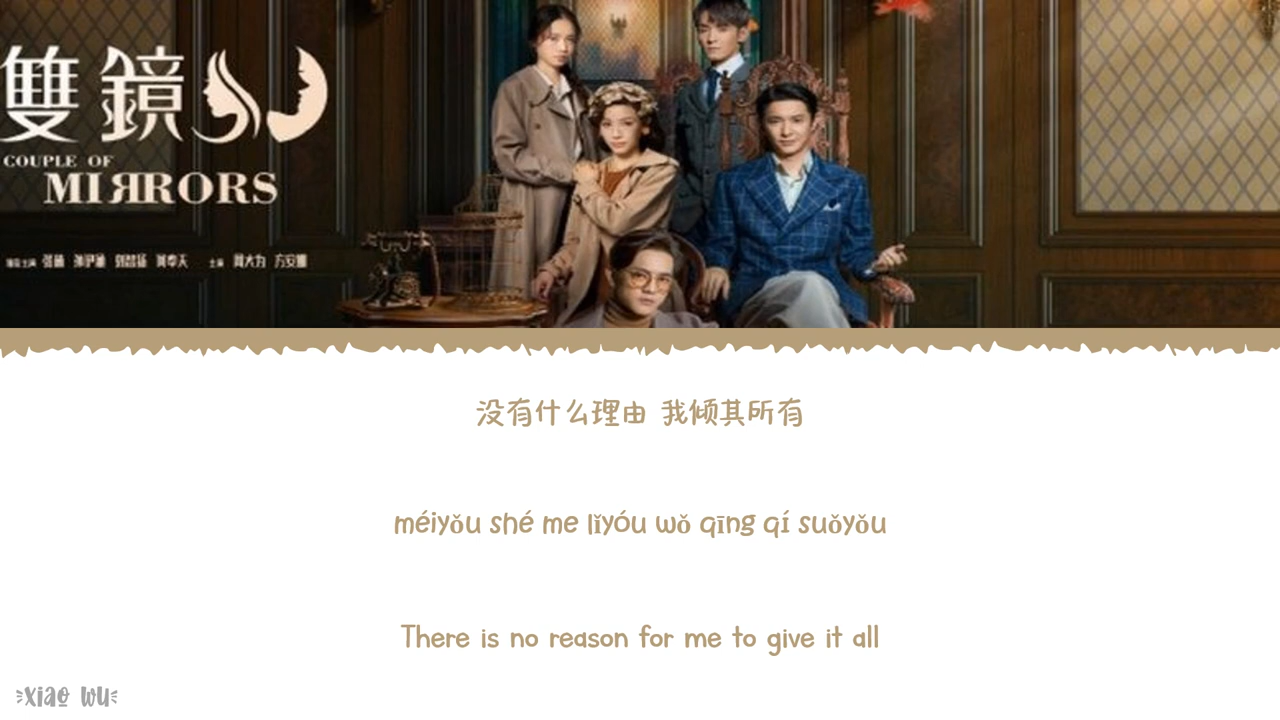 雙鏡
COUPLE OF
MIRRORS
没有什么理由 我倾其所有
méiyǒu shé me lǐyóu wǒ qīng qí suǒyǒu
There is no reason for me to give it all
xiao wu